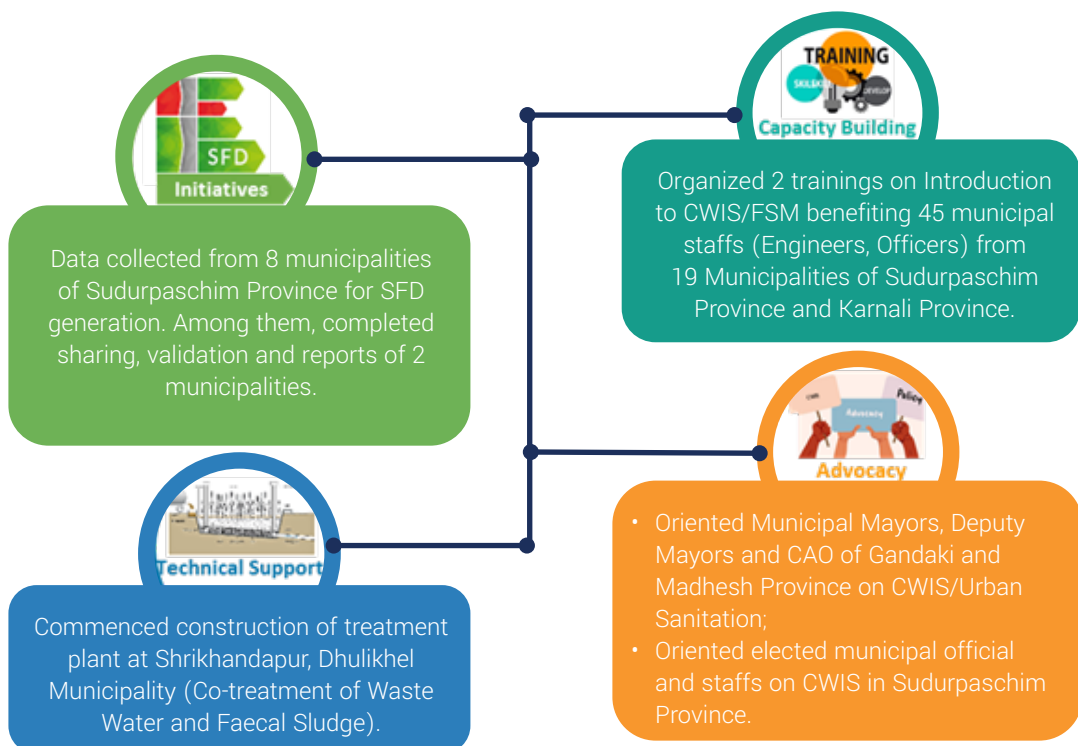 SFD
Initiatives
Data collected from 8 municipalities
of Sudurpaschim Province for SFD
generation. Among them, completed
sharing, validation and reports of 2
municipalities.
TRAINING
DEVELOP
Capacity Building
Organized 2 trainings on Introduction
to CWIS/FSM benefiting 45 municipal
staffs (Engineers, Officers) from
19 Municipalities of Sudurpaschim
Province and Karnali Province.
Technical Support
Commenced construction of treatment
plant at Shrikhandapur, Dhulikhel
Municipality (Co-treatment of Waste
Water and Faecal Sludge).
Advocacy
Policy
Advocacy
• Oriented Municipal Mayors, Deputy
Mayors and CAO of Gandaki and
Madhesh Province on CWIS/Urban
Sanitation;
• Oriented elected municipal official
and staffs on CWIS in Sudurpaschim
Province.